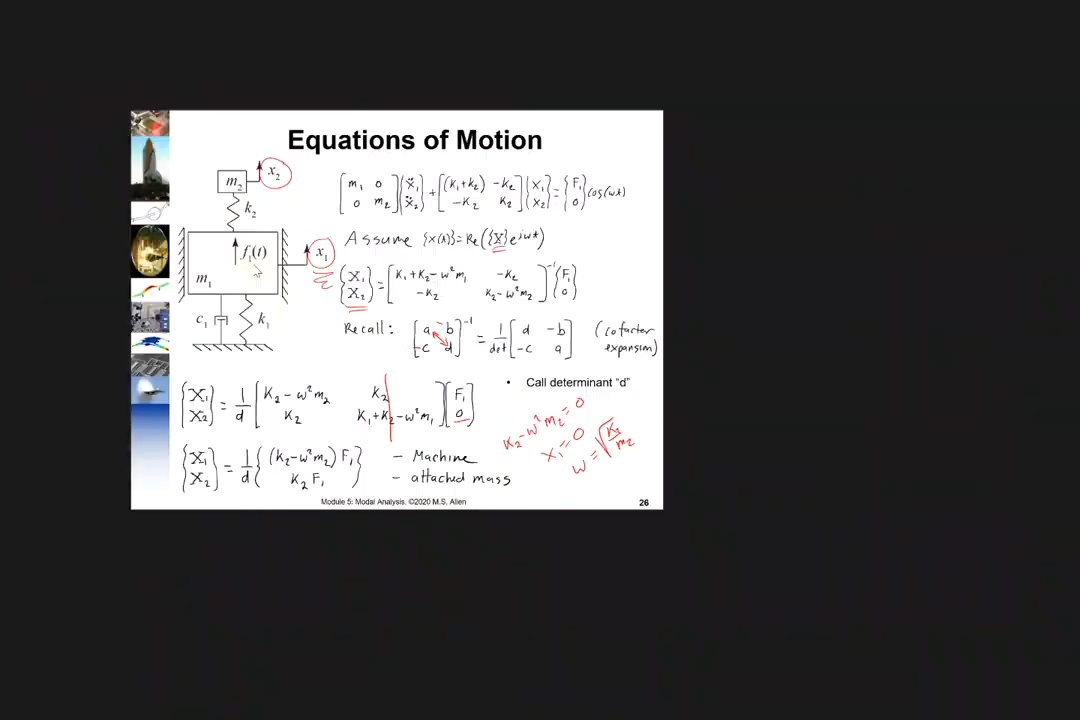 Equations of Motion
x₂
m₂
k₂
f₁(t)
x₁
m₁
c₁
k₁
[m₁ 0; 0 m₂]{ẍ₁; ẍ₂} + [(k₁+k₂) -k₂; -k₂ k₂]{x₁; x₂} = {F₁; 0} cos(ωt)
Assume {x(t)} = Re({X}e^{iωt})
{X₁; X₂} = [k₁+k₂-ω²m₁ -k₂; -k₂ k₂-ω²m₂]⁻¹ {F₁; 0}
Recall: [a b; c d]⁻¹ = 1/det [d -b; -c a] (cofactor expansion)
• Call determinant "d"
{X₁; X₂} = 1/d [k₂-ω²m₂ k₂; k₂ k₁+k₂-ω²m₁]{F₁; 0}
k₂-ω²m₂=0
X₁=0
ω = √(k₂/m₂)
{X₁; X₂} = 1/d {(k₂-ω²m₂)F₁; k₂F₁}
- Machine
- attached mass
Module 5: Modal Analysis, ©2020 M.S. Allen
26